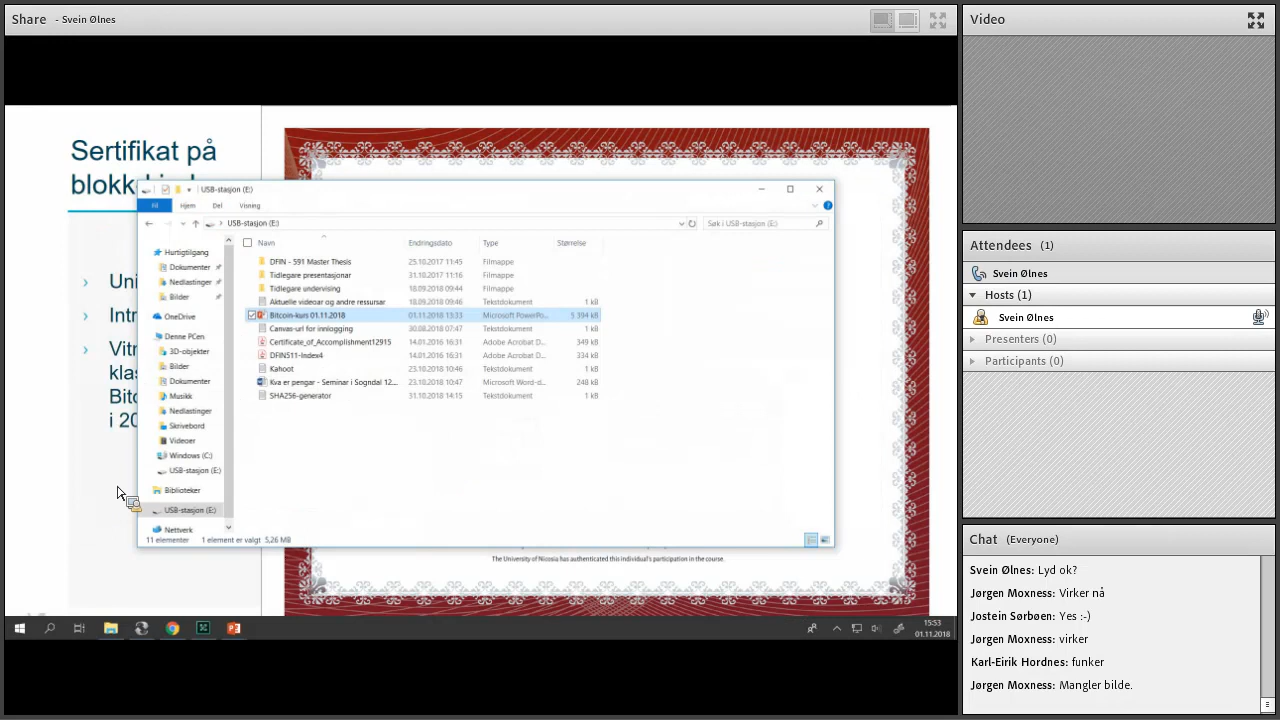 Share - Svein Ølnes
Sertifikat på
blokk
Uni
Intr
Vitr
klas
Bitc
i 20
USB-stasjon (E:)
Fil Hjem Del Visning
USB-stasjon (E:)
Søk i USB-stasjon (E:)
Hurtigtilgang
Dokumenter
Nedlastinger
Bilder
OneDrive
Denne PCen
3D-objekter
Bilder
Dokumenter
Musikk
Nedlastinger
Skrivebord
Videoer
Windows (C:)
USB-stasjon (E:)
Biblioteker
USB-stasjon (E:)
Nettverk
Navn Endringsdato Type Størrelse
DFIN - 591 Master Thesis 25.10.2017 11:45 Filmappe
Tidlegare presentasjonar 31.10.2017 11:16 Filmappe
Tidlegare undervising 18.09.2018 09:44 Filmappe
Aktuelle videoar og andre ressursar 18.09.2018 09:46 Tekstdokument 1 kB
Bitcoin-kurs 01.11.2018 01.11.2018 13:33 Microsoft PowerPo... 5 394 kB
Canvas-url for innlogging 30.08.2018 07:47 Tekstdokument 1 kB
Certificate_of_Accomplishment12915 14.01.2016 16:31 Adobe Acrobat D... 349 kB
DFIN511-Index4 14.01.2016 16:31 Adobe Acrobat D... 334 kB
Kahoot 23.10.2018 10:46 Tekstdokument 1 kB
Kva er pengar - Seminar i Sogndal 12.... 23.10.2018 10:47 Microsoft Word-d... 248 kB
SHA256-generator 31.10.2018 14:15 Tekstdokument 1 kB
11 elementer 1 element er valgt 5,26 MB
The University of Nicosia has authenticated this individual's participation in the course.
15:53
01.11.2018
Video
Attendees (1)
Svein Ølnes
Hosts (1)
Svein Ølnes
Presenters (0)
Participants (0)
Chat (Everyone)
Svein Ølnes: Lyd ok?
Jørgen Moxness: Virker nå
Jostein Sørbøen: Yes :-)
Jørgen Moxness: virker
Karl-Eirik Hordnes: funker
Jørgen Moxness: Mangler bilde.